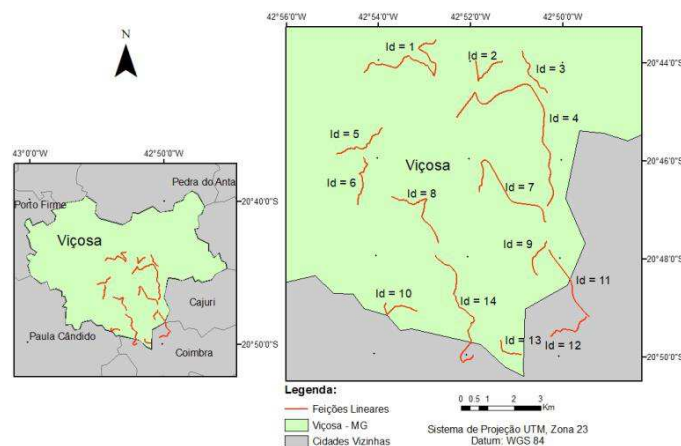 N
43°0'0"W
42°50'0"W
Pedra do Anta
Porto Firme
20°40'0"S
Viçosa
Cajuri
Paula Cândido
20°50'0"S
Coimbra
42°56'0"W
42°54'0"W
42°52'0"W
42°50'0"W
Id = 1
Id = 2
20°44'0"S
Id = 3
Id = 4
Id = 5
Viçosa
20°46'0"S
Id = 6
Id = 8
Id = 7
Id = 9
20°48'0"S
Id = 11
Id = 10
Id = 14
Id = 13
Id = 12
20°50'0"S
Legenda:
Feições Lineares
Viçosa - MG
Cidades Vizinhas
0 0,5 1 2 3
Km
Sistema de Projeção UTM, Zona 23
Datum: WGS 84